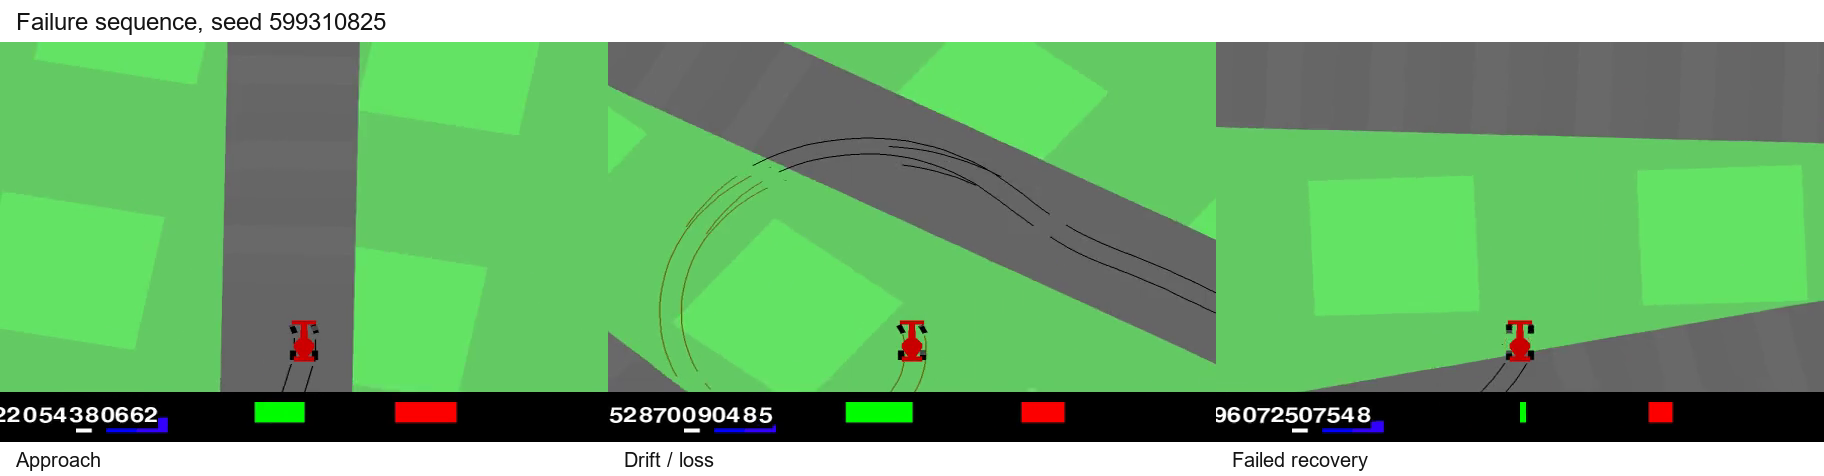 Failure sequence, seed 599310825
22054380662 52870090485 96072507548
Approach Drift / loss Failed recovery